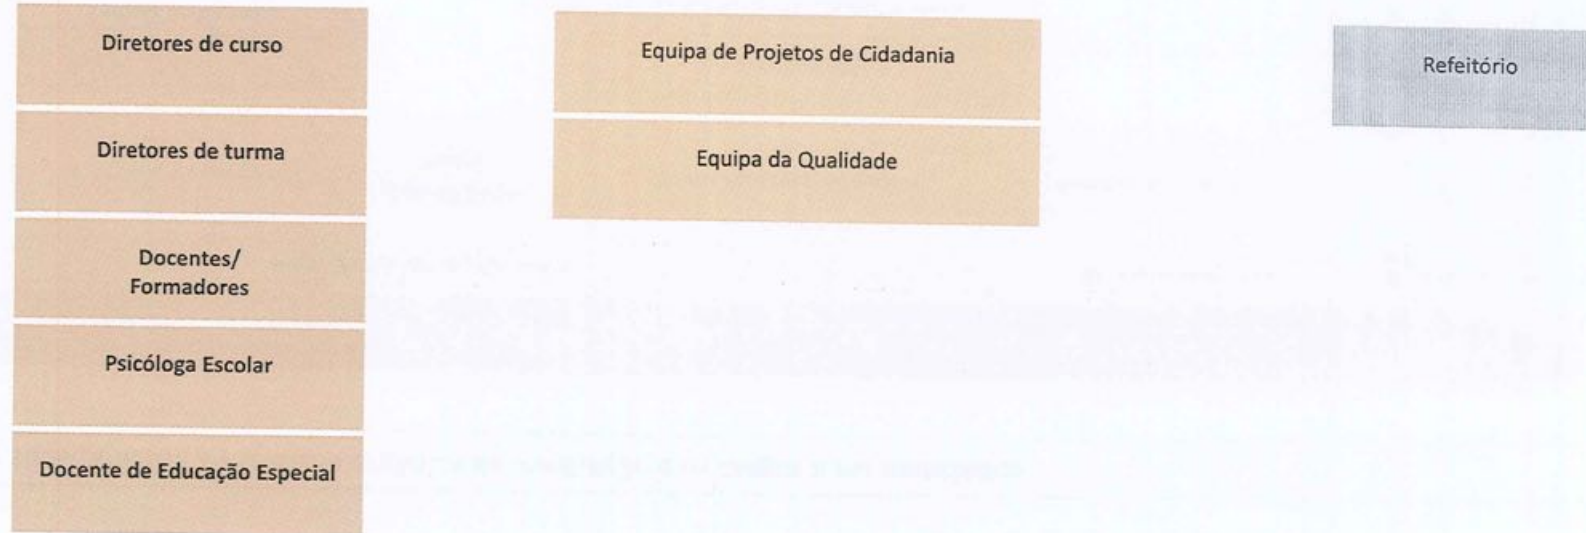 Diretores de curso
Diretores de turma
Docentes/
Formadores
Psicóloga Escolar
Docente de Educação Especial
Equipa de Projetos de Cidadania
Equipa da Qualidade
Refeitório